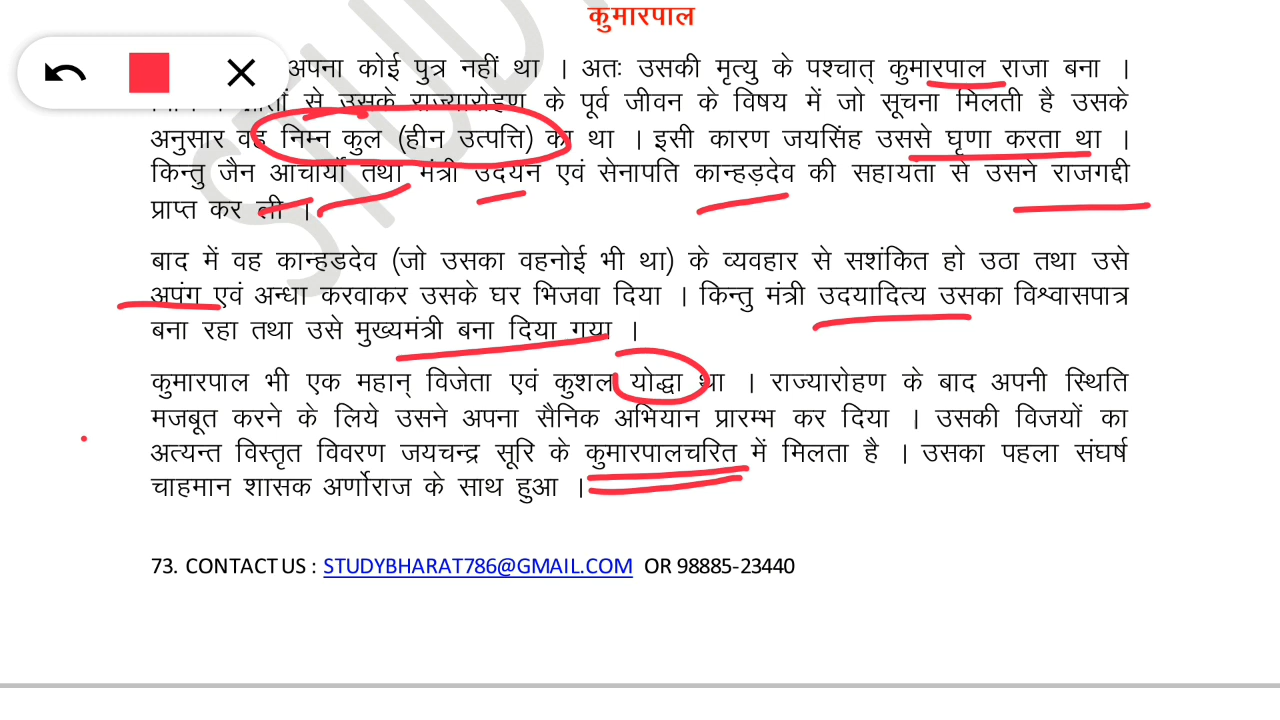 कुमारपाल
अपना कोई पुत्र नहीं था । अतः उसकी मृत्यु के पश्चात् कुमारपाल राजा बना ।
से उसके राज्यारोहण के पूर्व जीवन के विषय में जो सूचना मिलती है उसके
अनुसार वह निम्न कुल (हीन उत्पत्ति) का था । इसी कारण जयसिंह उससे घृणा करता था ।
किन्तु जैन आचार्यों तथा मंत्री उदयन एवं सेनापति कान्हड़देव की सहायता से उसने राजगद्दी
प्राप्त कर ली ।
बाद में वह कान्हडदेव (जो उसका वहनोई भी था) के व्यवहार से सशंकित हो उठा तथा उसे
अपंग एवं अन्धा करवाकर उसके घर भिजवा दिया । किन्तु मंत्री उदयादित्य उसका विश्वासपात्र
बना रहा तथा उसे मुख्यमंत्री बना दिया गया ।
कुमारपाल भी एक महान् विजेता एवं कुशल योद्धा था । राज्यारोहण के बाद अपनी स्थिति
मजबूत करने के लिये उसने अपना सैनिक अभियान प्रारम्भ कर दिया । उसकी विजयों का
अत्यन्त विस्तृत विवरण जयचन्द्र सूरि के कुमारपालचरित में मिलता है । उसका पहला संघर्ष
चाहमान शासक अर्णोराज के साथ हुआ ।
73. CONTACT US : STUDYBHARAT786@GMAIL.COM OR 98885-23440